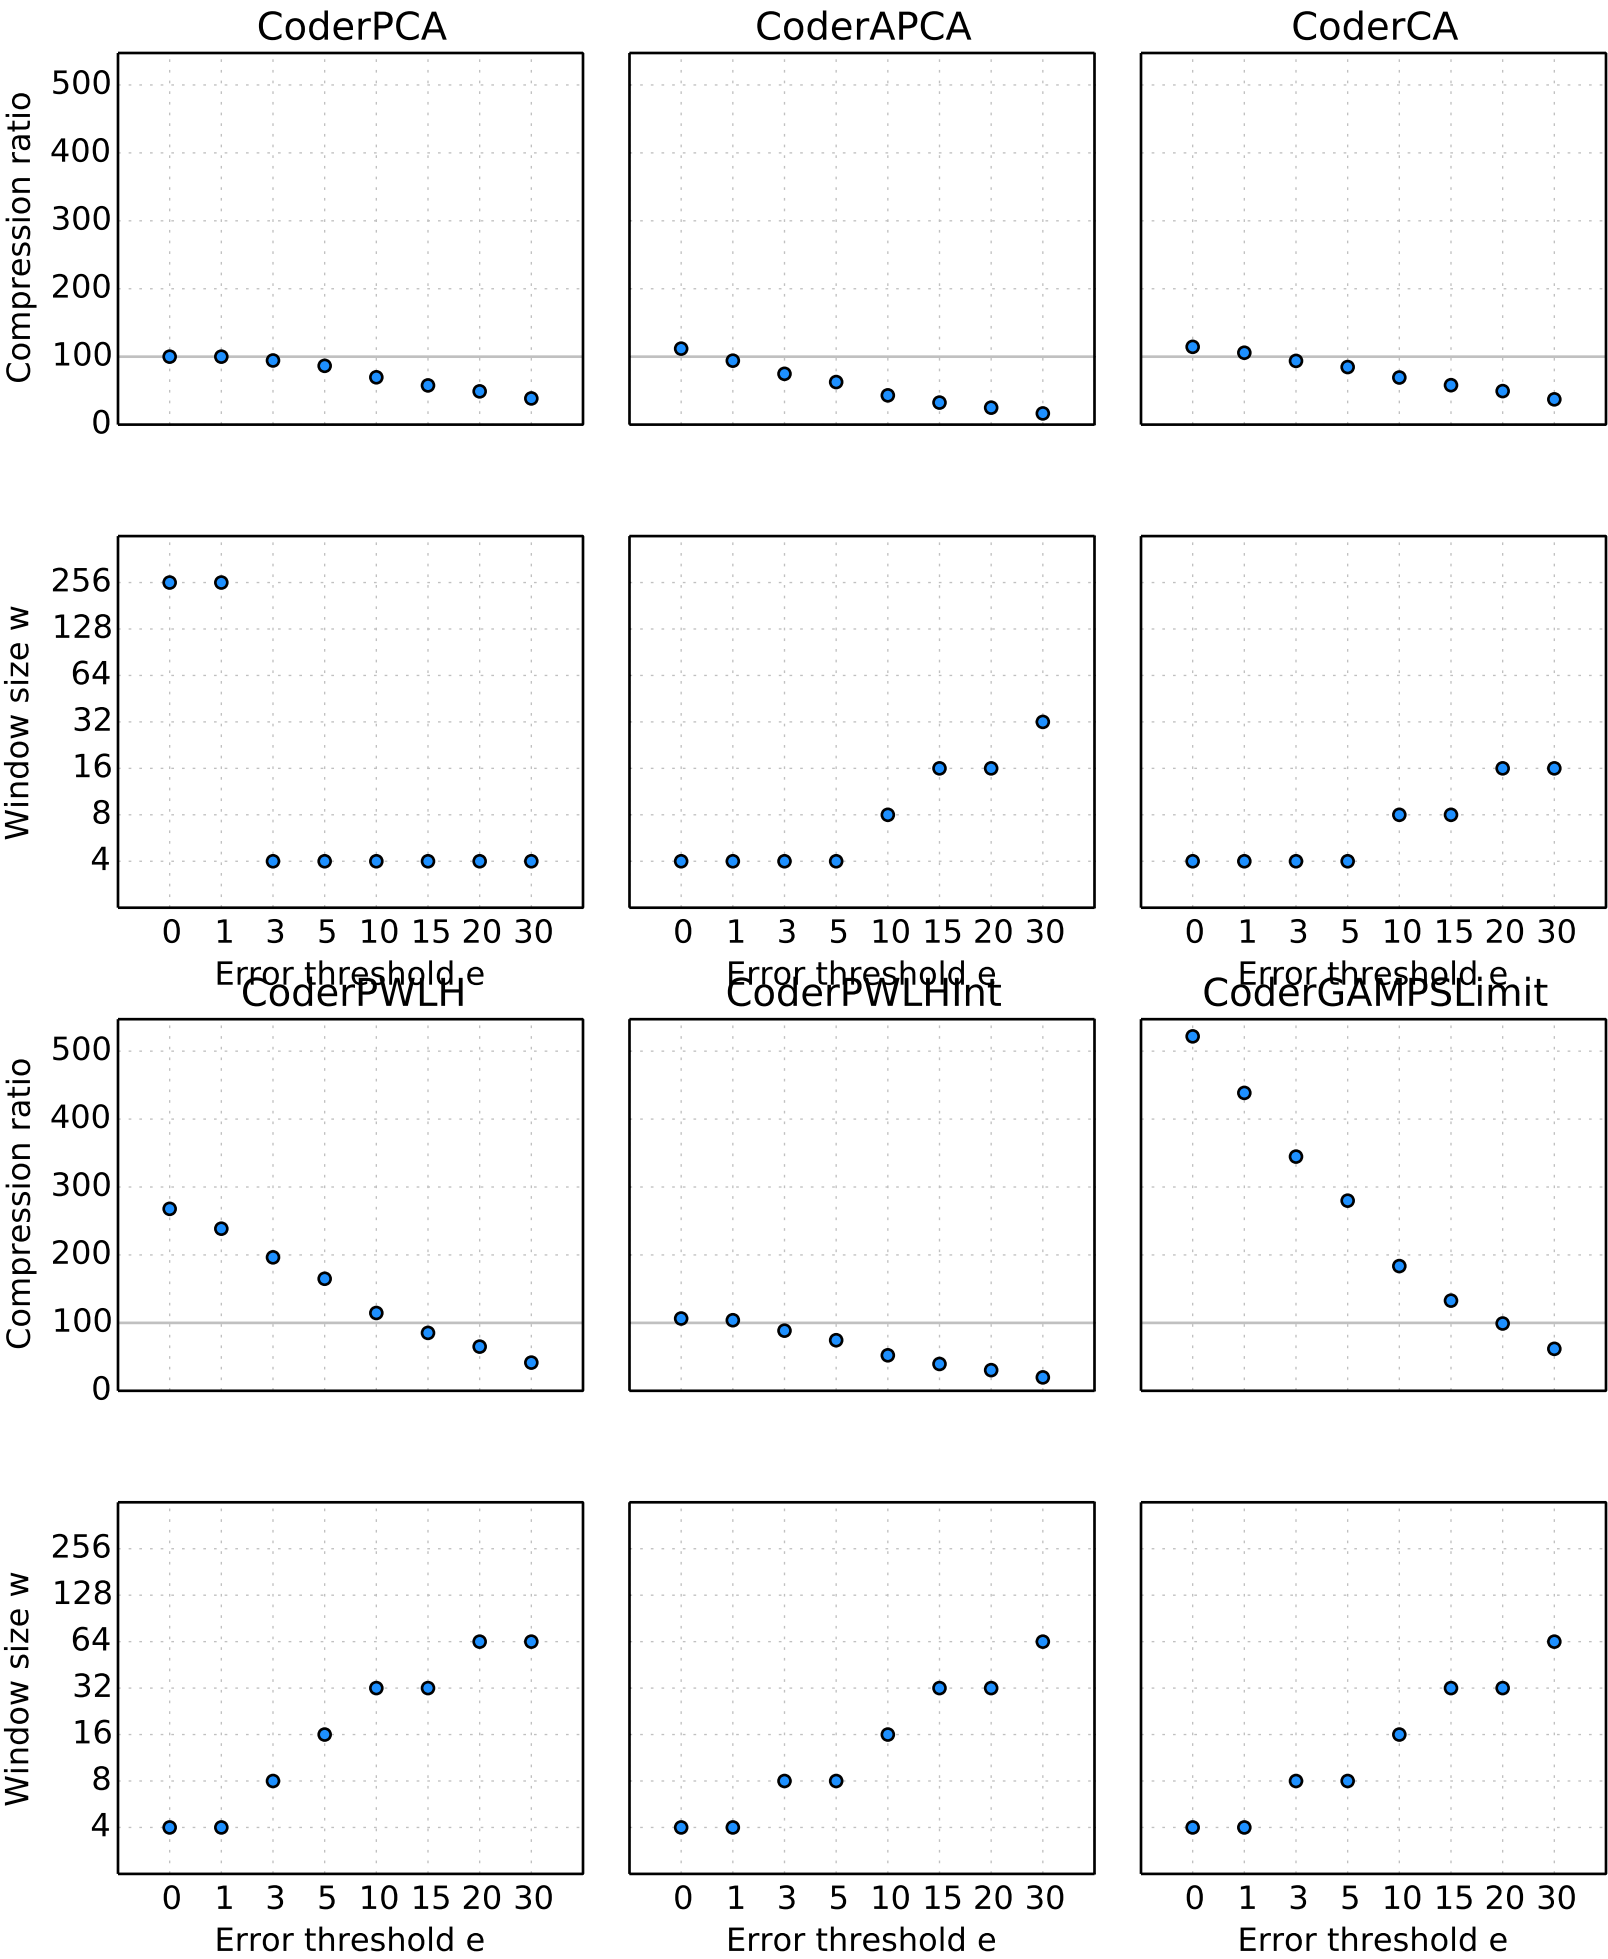 CoderPCA CoderAPCA CoderCA
Compression ratio
500
400
300
200
100
0
Window size w
256
128
64
32
16
8
4
0 1 3 5 10 15 20 30 0 1 3 5 10 15 20 30 0 1 3 5 10 15 20 30
Error threshold e Error threshold e Error threshold e
CoderPWLH CoderPWLHInt CoderGAMPSLimit
Compression ratio
500
400
300
200
100
0
Window size w
256
128
64
32
16
8
4
0 1 3 5 10 15 20 30 0 1 3 5 10 15 20 30 0 1 3 5 10 15 20 30
Error threshold e Error threshold e Error threshold e